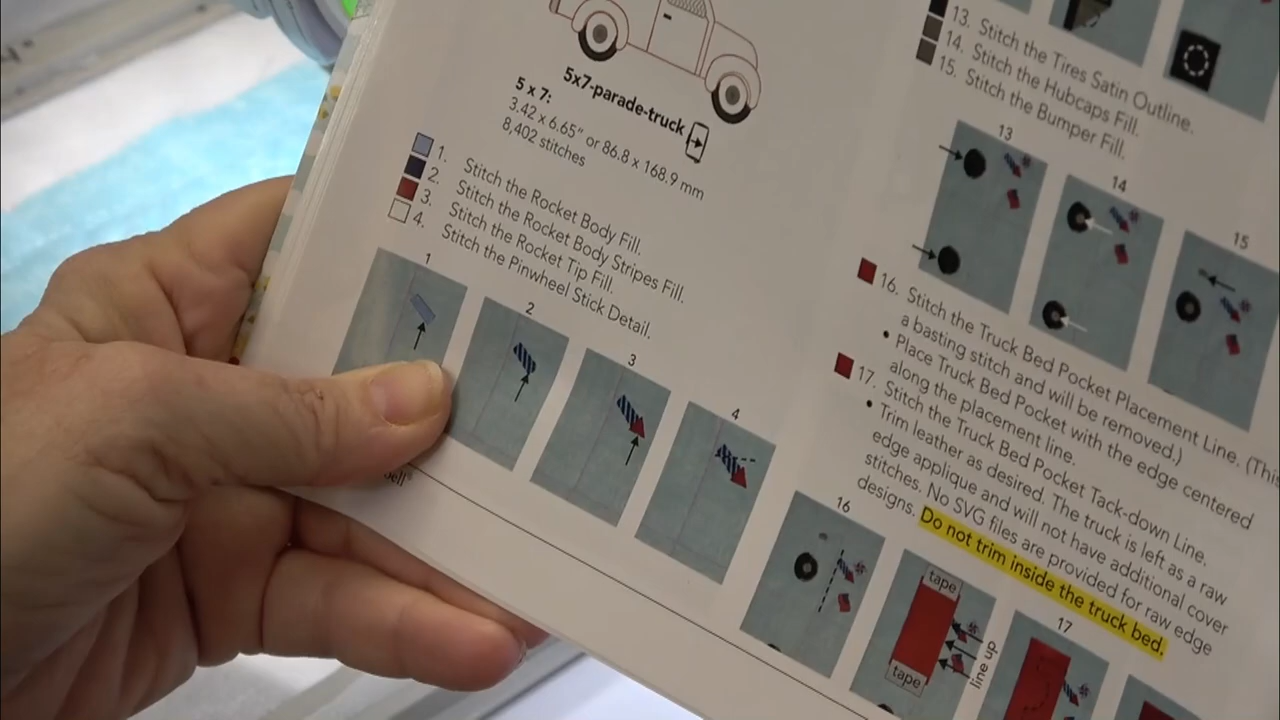 5x7-parade-truck
5 x 7:
3.42 x 6.65" or 86.8 x 168.9 mm
8,402 stitches
1. Stitch the Rocket Body Fill.
2. Stitch the Rocket Body Stripes Fill.
3. Stitch the Rocket Tip Fill.
4. Stitch the Pinwheel Stick Detail.
1
2
3
4
ell®
13. Stitch the Tires Satin Outline.
14. Stitch the Hubcaps Fill.
15. Stitch the Bumper Fill.
13
14
15
16. Stitch the Truck Bed Pocket Placement Line. (This
a basting stitch and will be removed.)
• Place Truck Bed Pocket with the edge centered
along the placement line.
17. Stitch the Truck Bed Pocket Tack-down Line.
• Trim leather as desired. The truck is left as a raw
edge applique and will not have additional cover
stitches. No SVG files are provided for raw edge
designs. Do not trim inside the truck bed.
16
tape
tape
line up
17